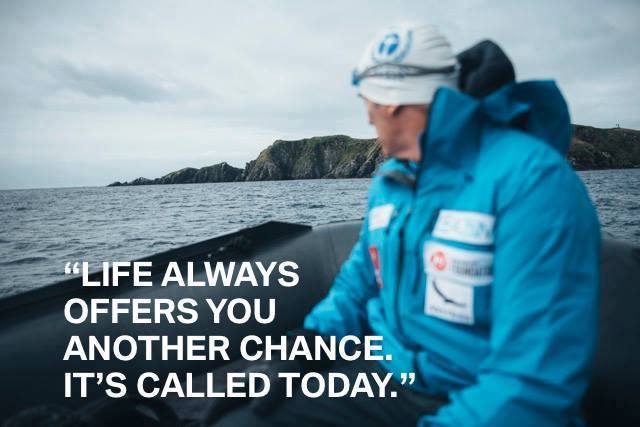 “LIFE ALWAYS
OFFERS YOU
ANOTHER CHANCE.
IT’S CALLED TODAY.”